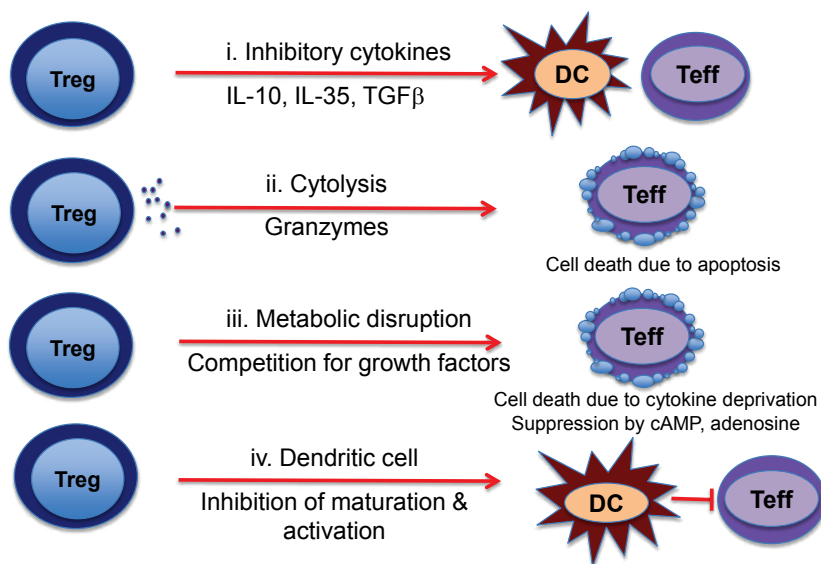 Treg
i. Inhibitory cytokines
IL-10, IL-35, TGFβ
DC
Teff
Treg
ii. Cytolysis
Granzymes
Teff
Cell death due to apoptosis
Treg
iii. Metabolic disruption
Competition for growth factors
Teff
Cell death due to cytokine deprivation
Suppression by cAMP, adenosine
Treg
iv. Dendritic cell
Inhibition of maturation &
activation
DC
Teff